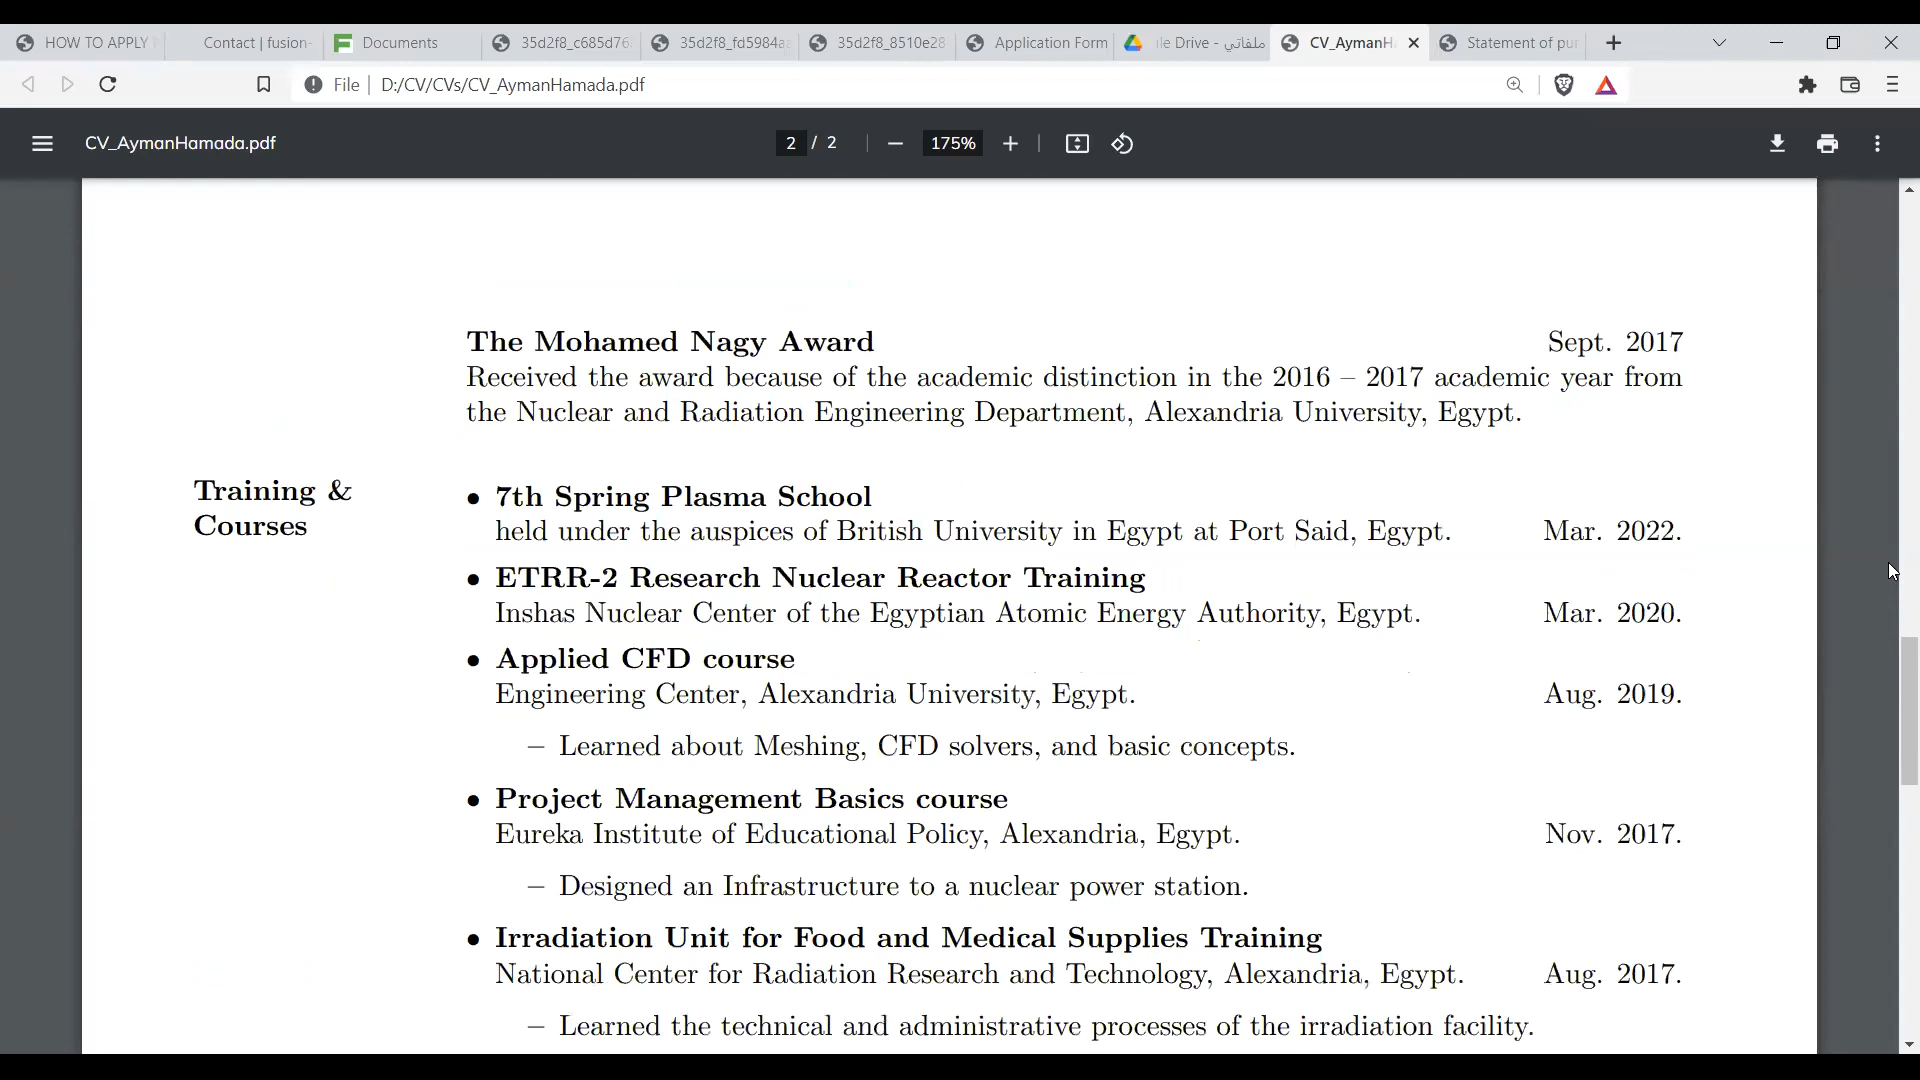 HOW TO APPLY
Contact | fusion-
Documents
35d2f8_c685d76
35d2f8_fd5984a
35d2f8_8510e28
Application Form
le Drive - ملفاتي
CV_AymanH
Statement of pur
File
D:/CV/CVs/CV_AymanHamada.pdf
CV_AymanHamada.pdf
2 / 2
175%
The Mohamed Nagy Award Sept. 2017
Received the award because of the academic distinction in the 2016 – 2017 academic year from
the Nuclear and Radiation Engineering Department, Alexandria University, Egypt.
Training &
Courses
• 7th Spring Plasma School
held under the auspices of British University in Egypt at Port Said, Egypt. Mar. 2022.
• ETRR-2 Research Nuclear Reactor Training
Inshas Nuclear Center of the Egyptian Atomic Energy Authority, Egypt. Mar. 2020.
• Applied CFD course
Engineering Center, Alexandria University, Egypt. Aug. 2019.
– Learned about Meshing, CFD solvers, and basic concepts.
• Project Management Basics course
Eureka Institute of Educational Policy, Alexandria, Egypt. Nov. 2017.
– Designed an Infrastructure to a nuclear power station.
• Irradiation Unit for Food and Medical Supplies Training
National Center for Radiation Research and Technology, Alexandria, Egypt. Aug. 2017.
– Learned the technical and administrative processes of the irradiation facility.